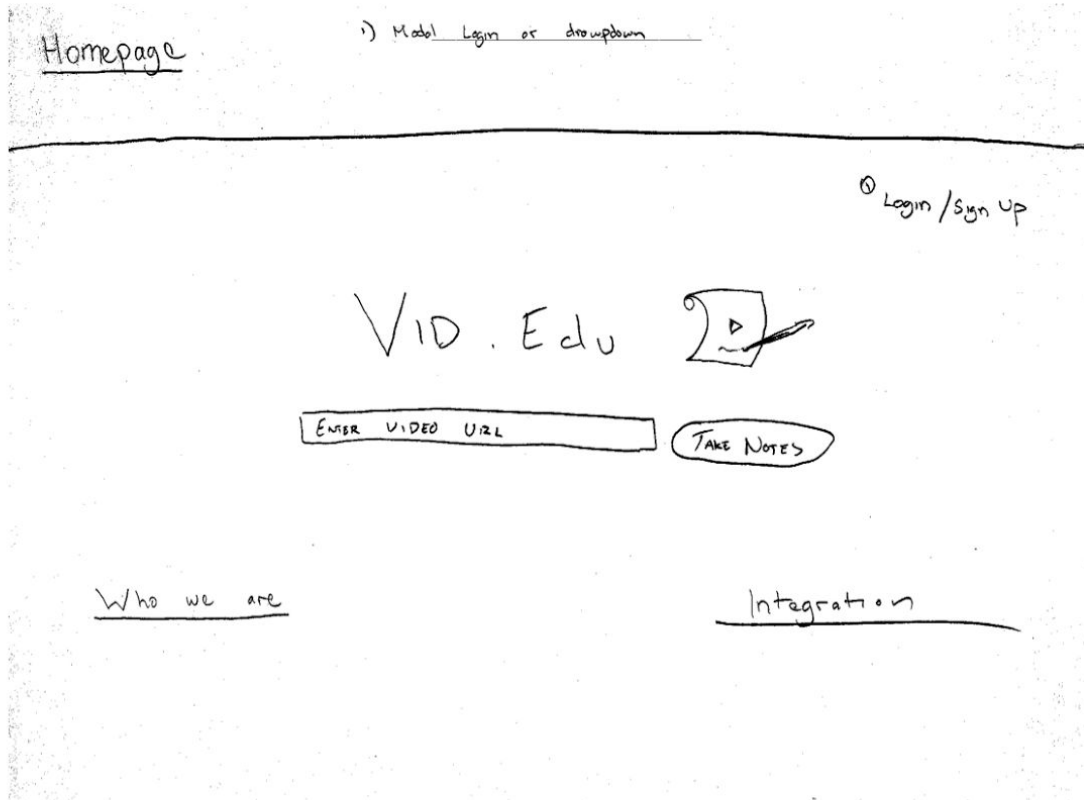 Homepage
1) Modal Login or drowpdown
① Login / Sign Up
VID . Edu
ENTER VIDEO URL
TAKE NOTES
Who we are
Integration